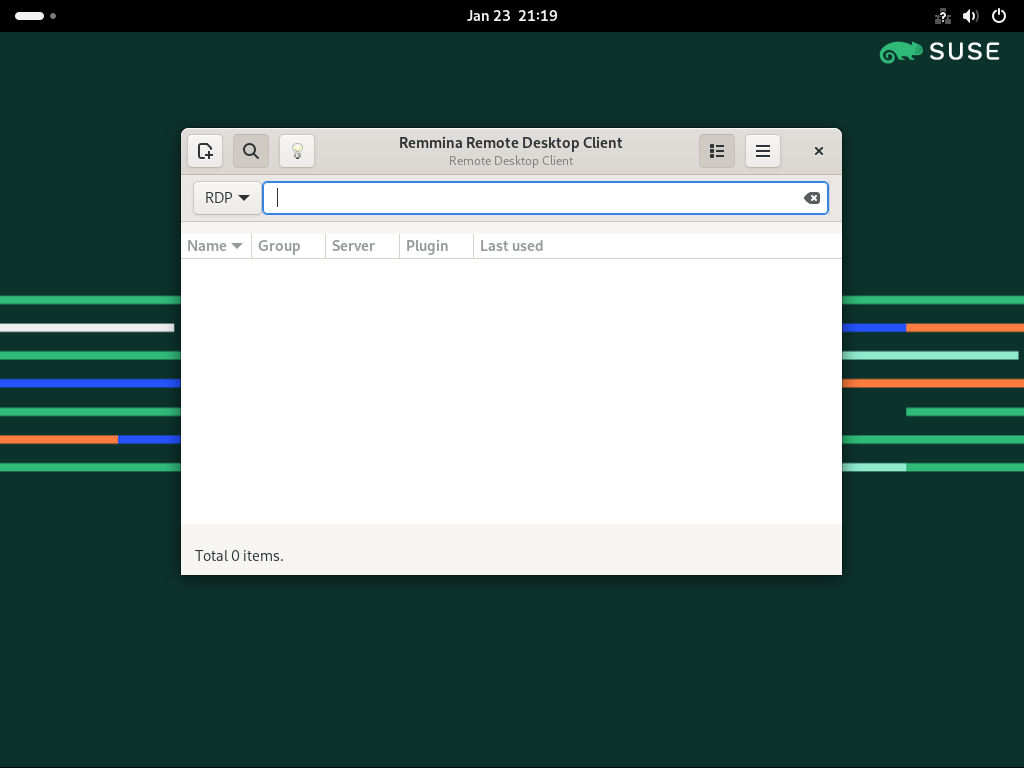 Jan 23 21:19
SUSE
Remmina Remote Desktop Client
Remote Desktop Client
RDP
Name Group Server Plugin Last used
Total 0 items.